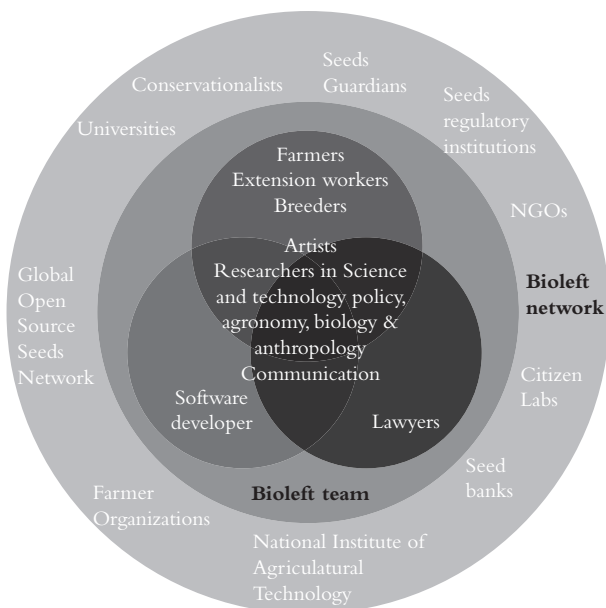 Seeds
Guardians
Conservationalists
Seeds
regulatory
institutions
Universities
Farmers
Extension workers
Breeders
NGOs
Artists
Researchers in Science
and technology policy,
agronomy, biology &
anthropology
Communication
Global
Open
Source
Seeds
Network
Bioleft
network
Citizen
Labs
Software
developer
Lawyers
Seed
banks
Bioleft team
Farmer
Organizations
National Institute of
Agriculatural
Technology